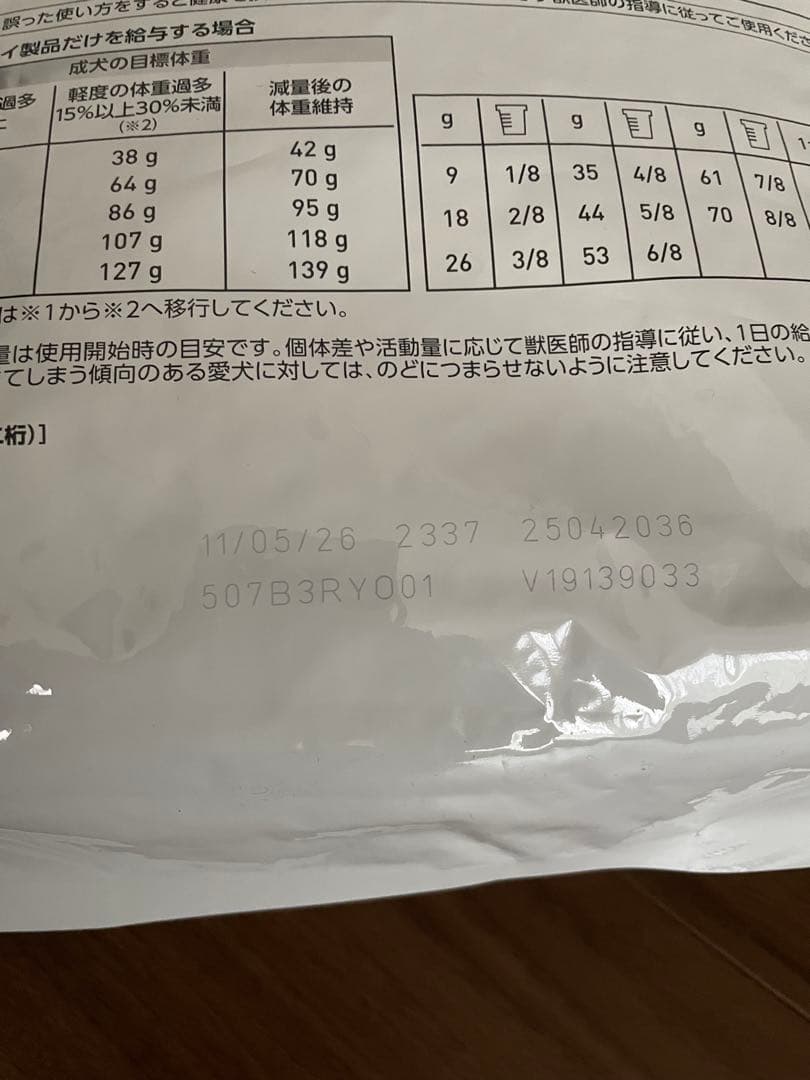 誤った使い方をすると健康を
獣医師の指導に従ってご使用くださ
イ製品だけを給与する場合
成犬の目標体重
過多
軽度の体重過多
15%以上30%未満
(※2)
減量後の
体重維持
38 g 42 g
64 g 70 g
86 g 95 g
107 g 118 g
127 g 139 g
g g g
9 1/8 35 4/8 61 7/8
18 2/8 44 5/8 70 8/8
26 3/8 53 6/8
は※1から※2へ移行してください。
量は使用開始時の目安です。個体差や活動量に応じて獣医師の指導に従い、1日の給
てしまう傾向のある愛犬に対しては、のどにつまらせないように注意してください。
桁)]
11/05/26 2337 25042036
507B3RY001 V19139033